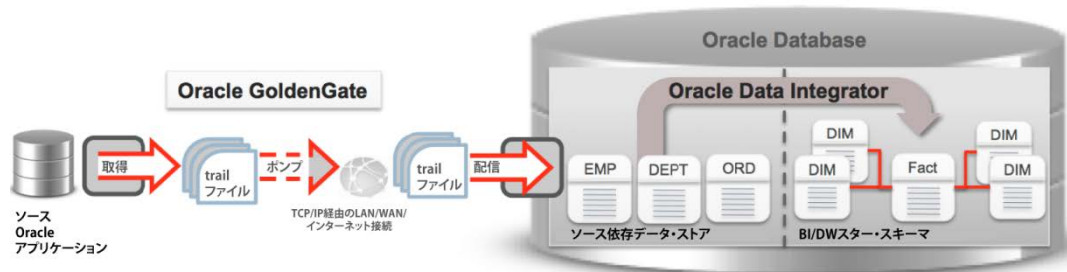 Oracle Database
Oracle GoldenGate
Oracle Data Integrator
取得
trail
ファイル
ポンプ
TCP/IP経由のLAN/WAN/
インターネット接続
trail
ファイル
配信
ソース
Oracle
アプリケーション
EMP
DEPT
ORD
ソース依存データ・ストア
DIM
DIM
Fact
DIM
DIM
BI/DWスター・スキーマ